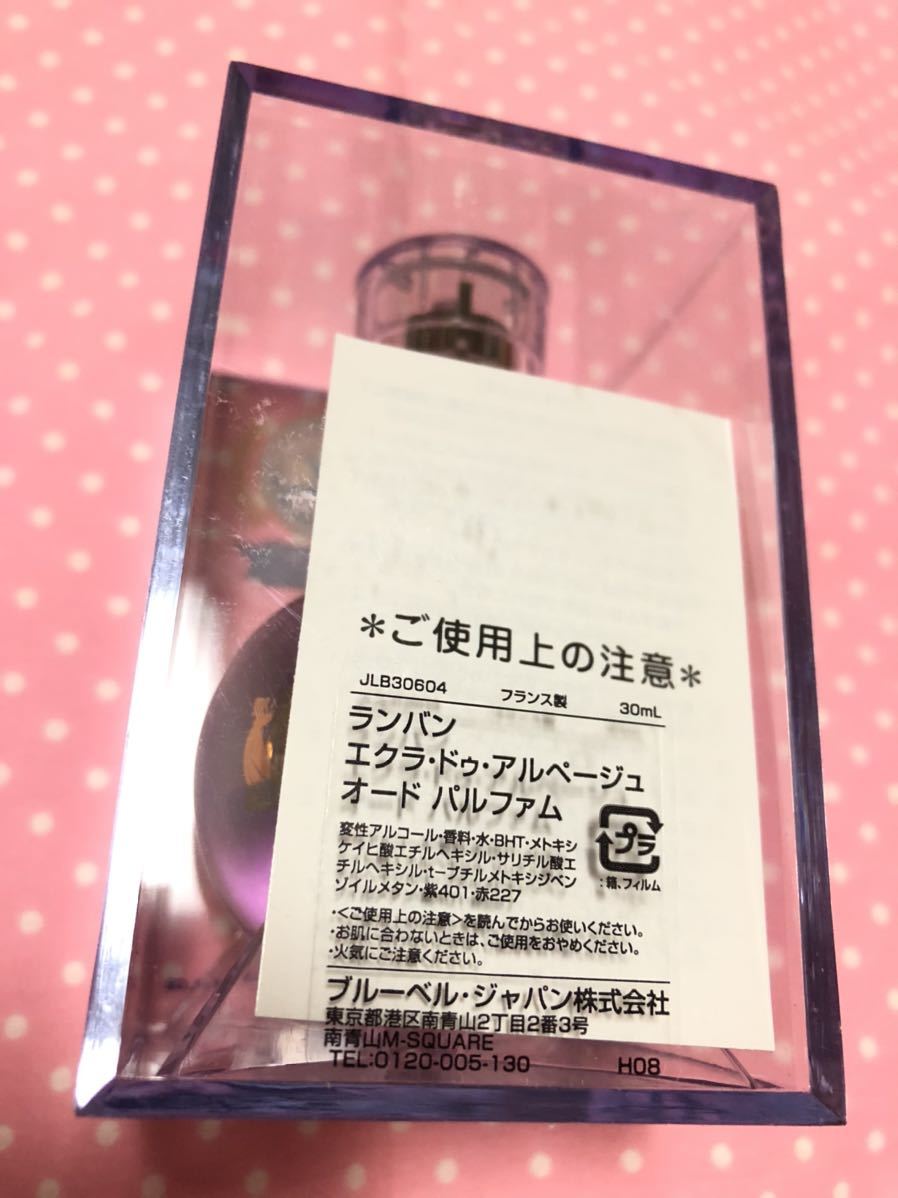 ＊ご使用上の注意＊
JLB30604 フランス製 30mL
ランバン
エクラ・ドゥ・アルページュ
オード パルファム
変性アルコール・香料・水・BHT・メトキシ
ケイヒ酸エチルヘキシル・サリチル酸エ
チルヘキシル・t-ブチルメトキシジベン
ゾイルメタン・紫401・赤227
プラ
：箱、フィルム
・＜ご使用上の注意＞を読んでからお使いください。
・お肌に合わないときは、ご使用をおやめください。
・火気にご注意ください。
ブルーベル・ジャパン株式会社
東京都港区南青山2丁目2番3号
南青山M-SQUARE
TEL:0120-005-130 H08